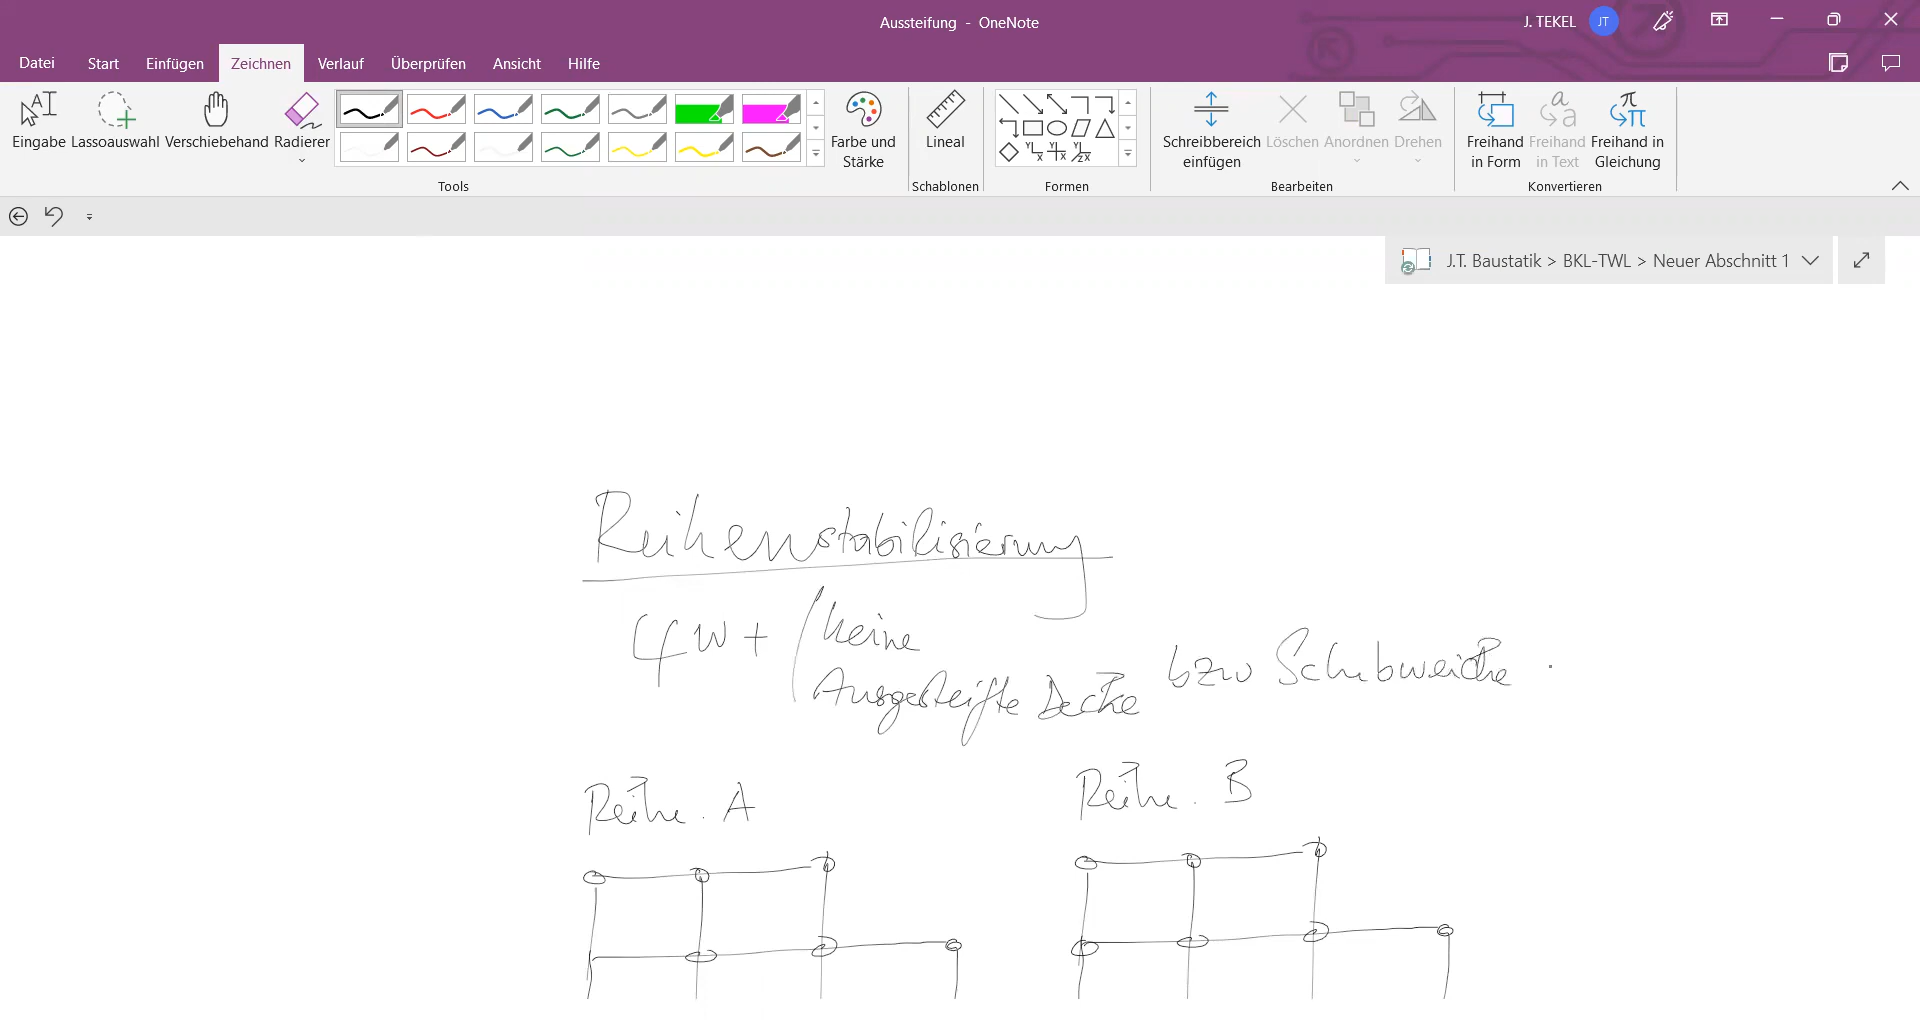 Aussteifung - OneNote
J. TEKEL
JT
Datei
Start
Einfügen
Zeichnen
Verlauf
Überprüfen
Ansicht
Hilfe
Eingabe
Lassoauswahl
Verschiebehand
Radierer
Farbe und Stärke
Lineal
Schreibbereich einfügen
Löschen
Anordnen
Drehen
Freihand in Form
Freihand in Text
Freihand in Gleichung
Tools
Schablonen
Formen
Bearbeiten
Konvertieren
J.T. Baustatik > BKL-TWL > Neuer Abschnitt 1
Reihenstabilisierung
4W + / keine
Ausgesteifte Decke bzw Schubweiche.
Reihe. A
Reihe. B